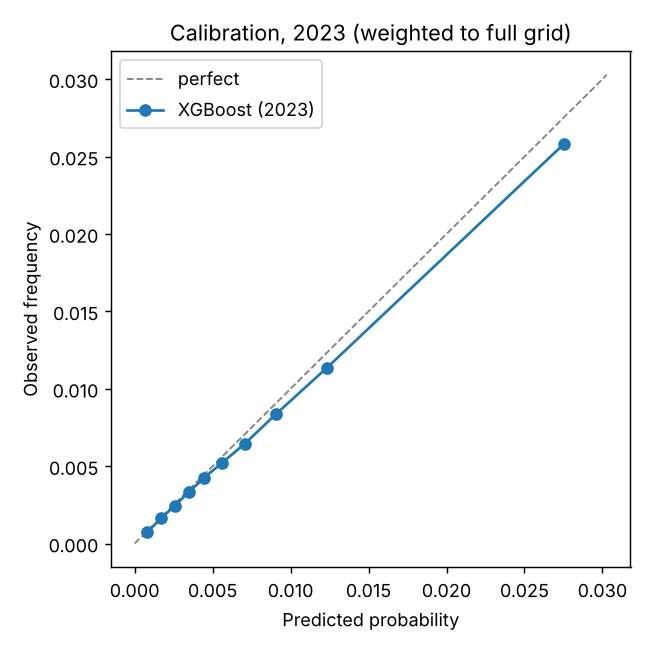 Calibration, 2023 (weighted to full grid)
perfect
XGBoost (2023)
Observed frequency
0.030
0.025
0.020
0.015
0.010
0.005
0.000
0.000 0.005 0.010 0.015 0.020 0.025 0.030
Predicted probability